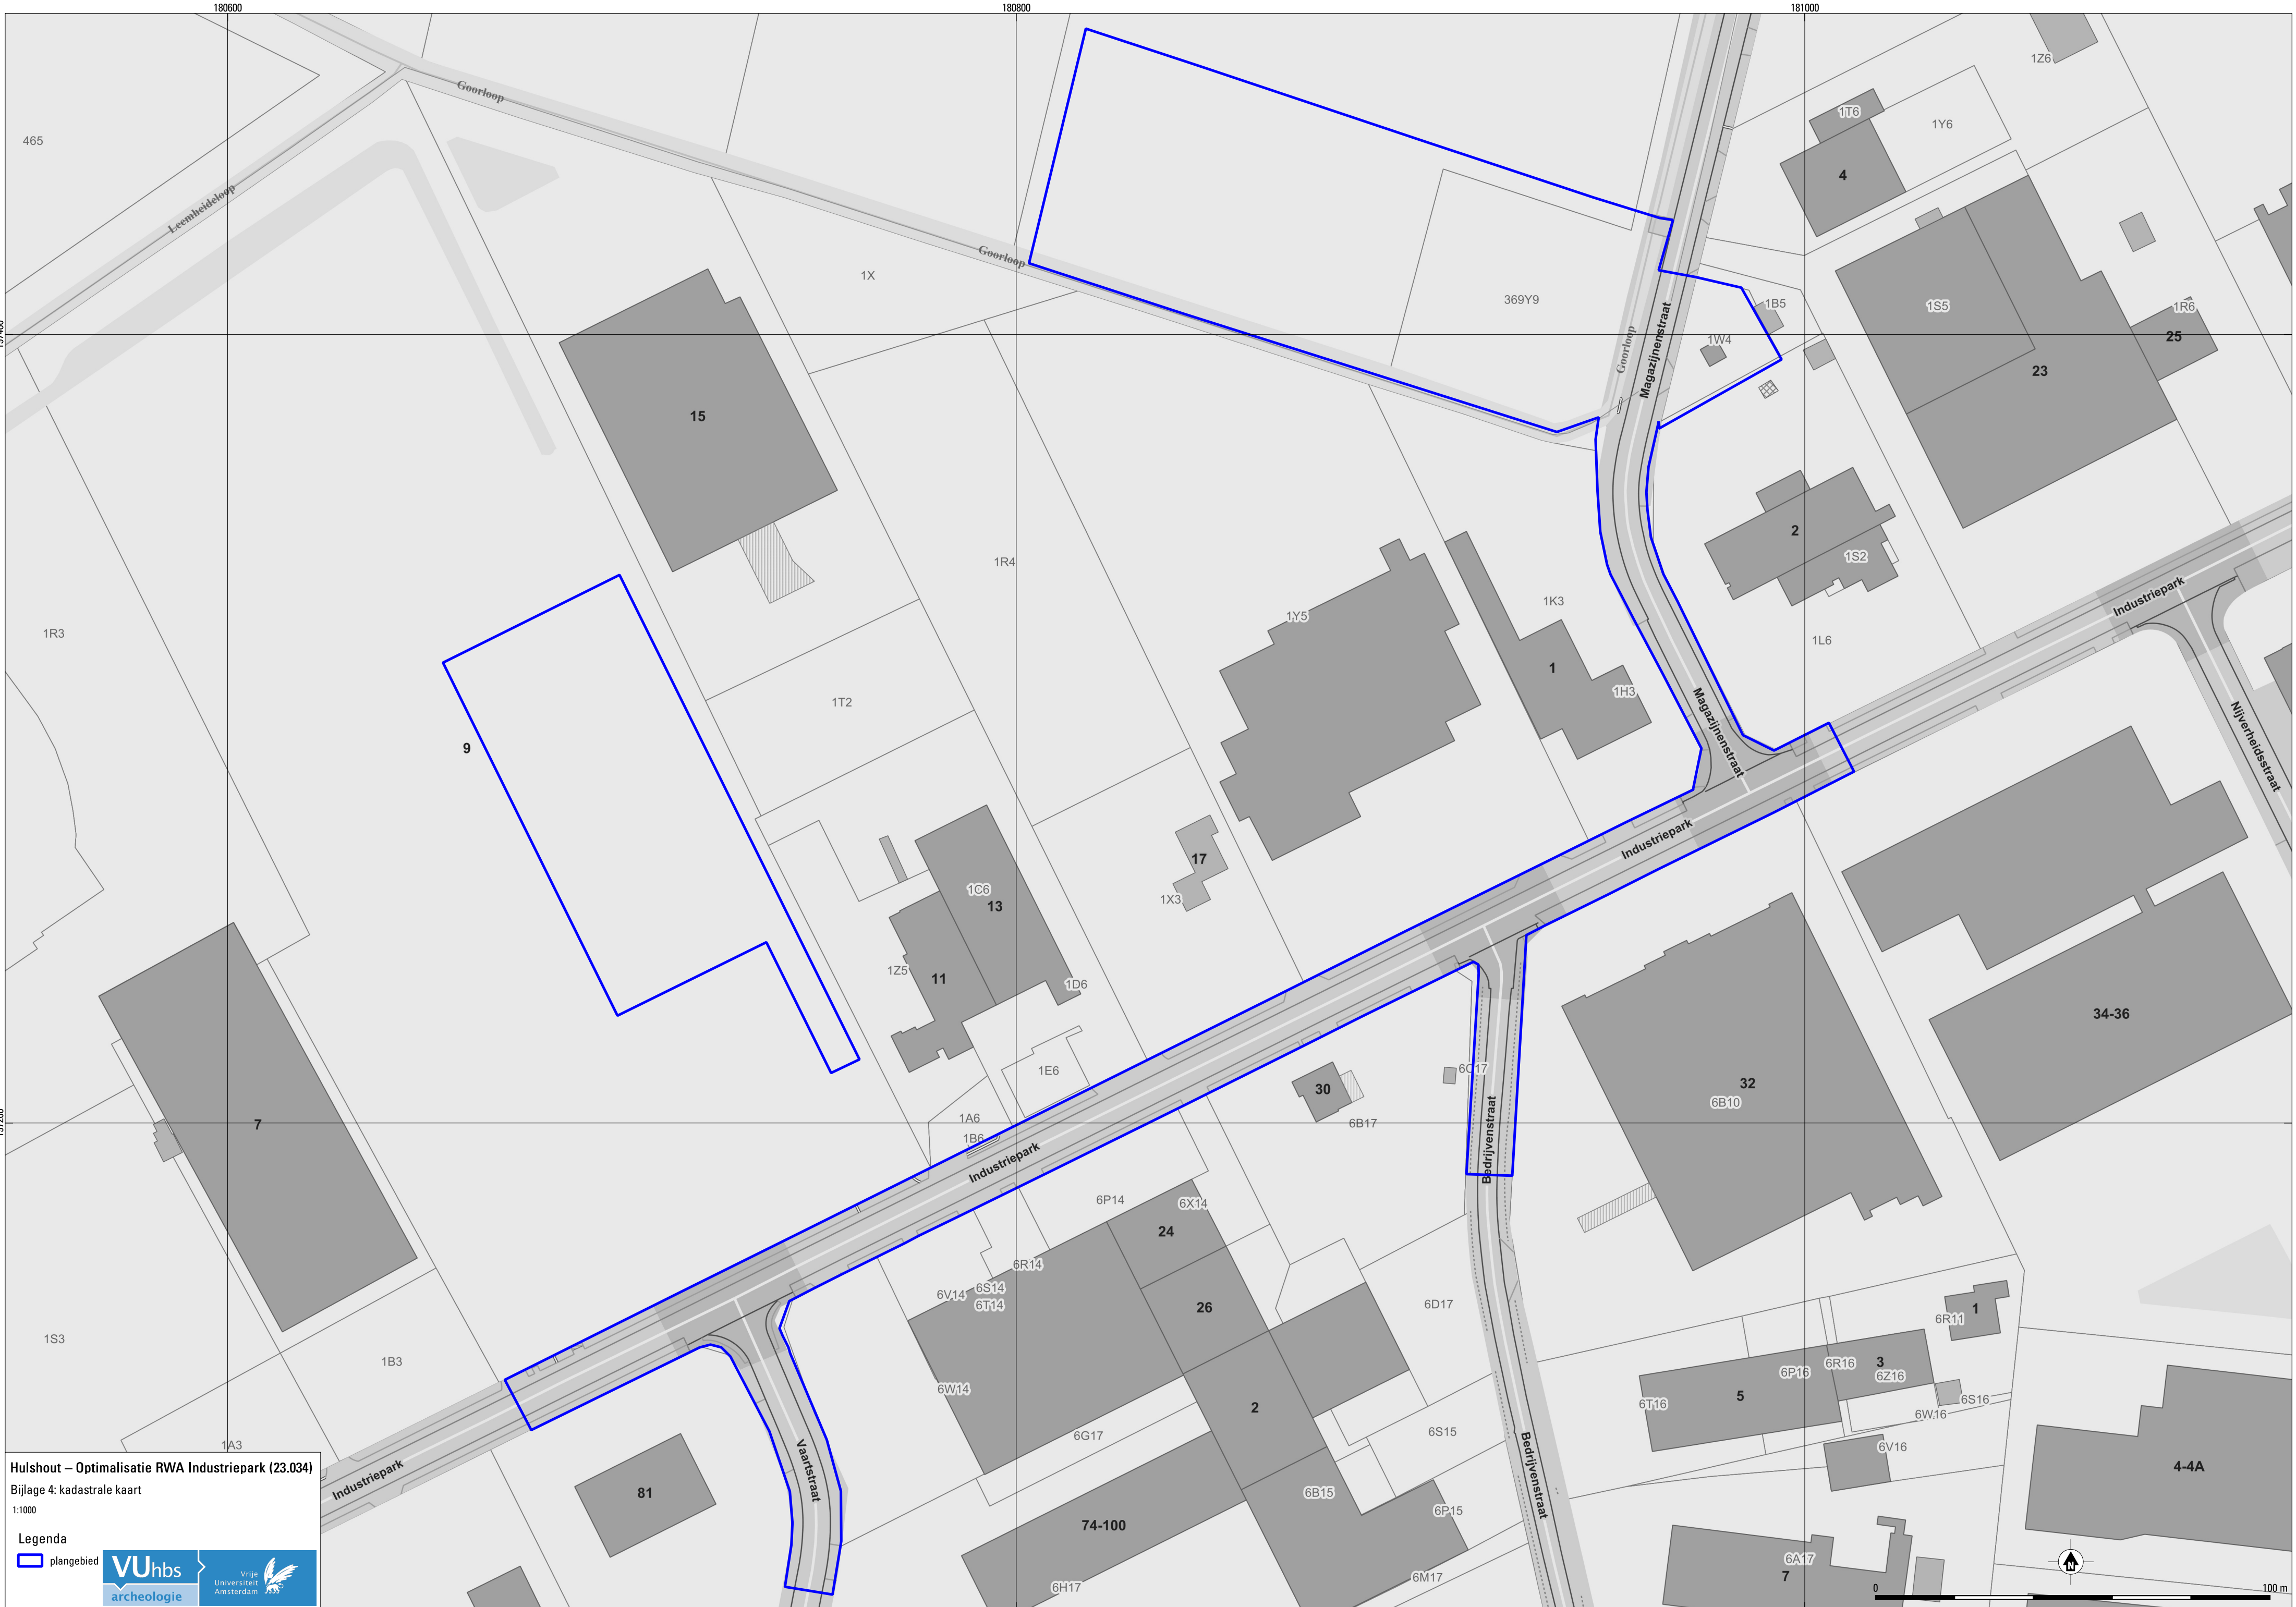 180600
180800
181000
1Z6
Goorloop
1T6
1Y6
465
4
Leemheideloop
Goorloop
1X
369Y9
1B5
1S5
1R6
25
1W4
Goorloop
Magazijnenstraat
23
15
2
1S2
1R4
Industriepark
1K3
1Y5
1R3
1L6
1
1H3
1T2
Magazijnenstraat
Nijverheidsstraat
9
Industriepark
17
1X3
1C6
13
1Z5
11
1D6
34-36
1E6
6C17
30
32
6B10
6B17
7
1A6
1B6
Industriepark
Bedrijvenstraat
6P14
6X14
24
6R14
6S14
6T14
6V14
26
6D17
1
6R11
1S3
1B3
6R16
3
6Z16
6P16
6W14
5
6T16
6S16
6W16
2
6G17
6S15
1A3
6V16
Industriepark
Vaartstraat
Bedrijvenstraat
4-4A
81
6B15
6P15
74-100
6A17
7
6H17
6M17
Hulshout – Optimalisatie RWA Industriepark (23.034)
Bijlage 4: kadastrale kaart
1:1000
Legenda
plangebied
VUhbs
archeologie
Vrije
Universiteit
Amsterdam
N
0
100 m